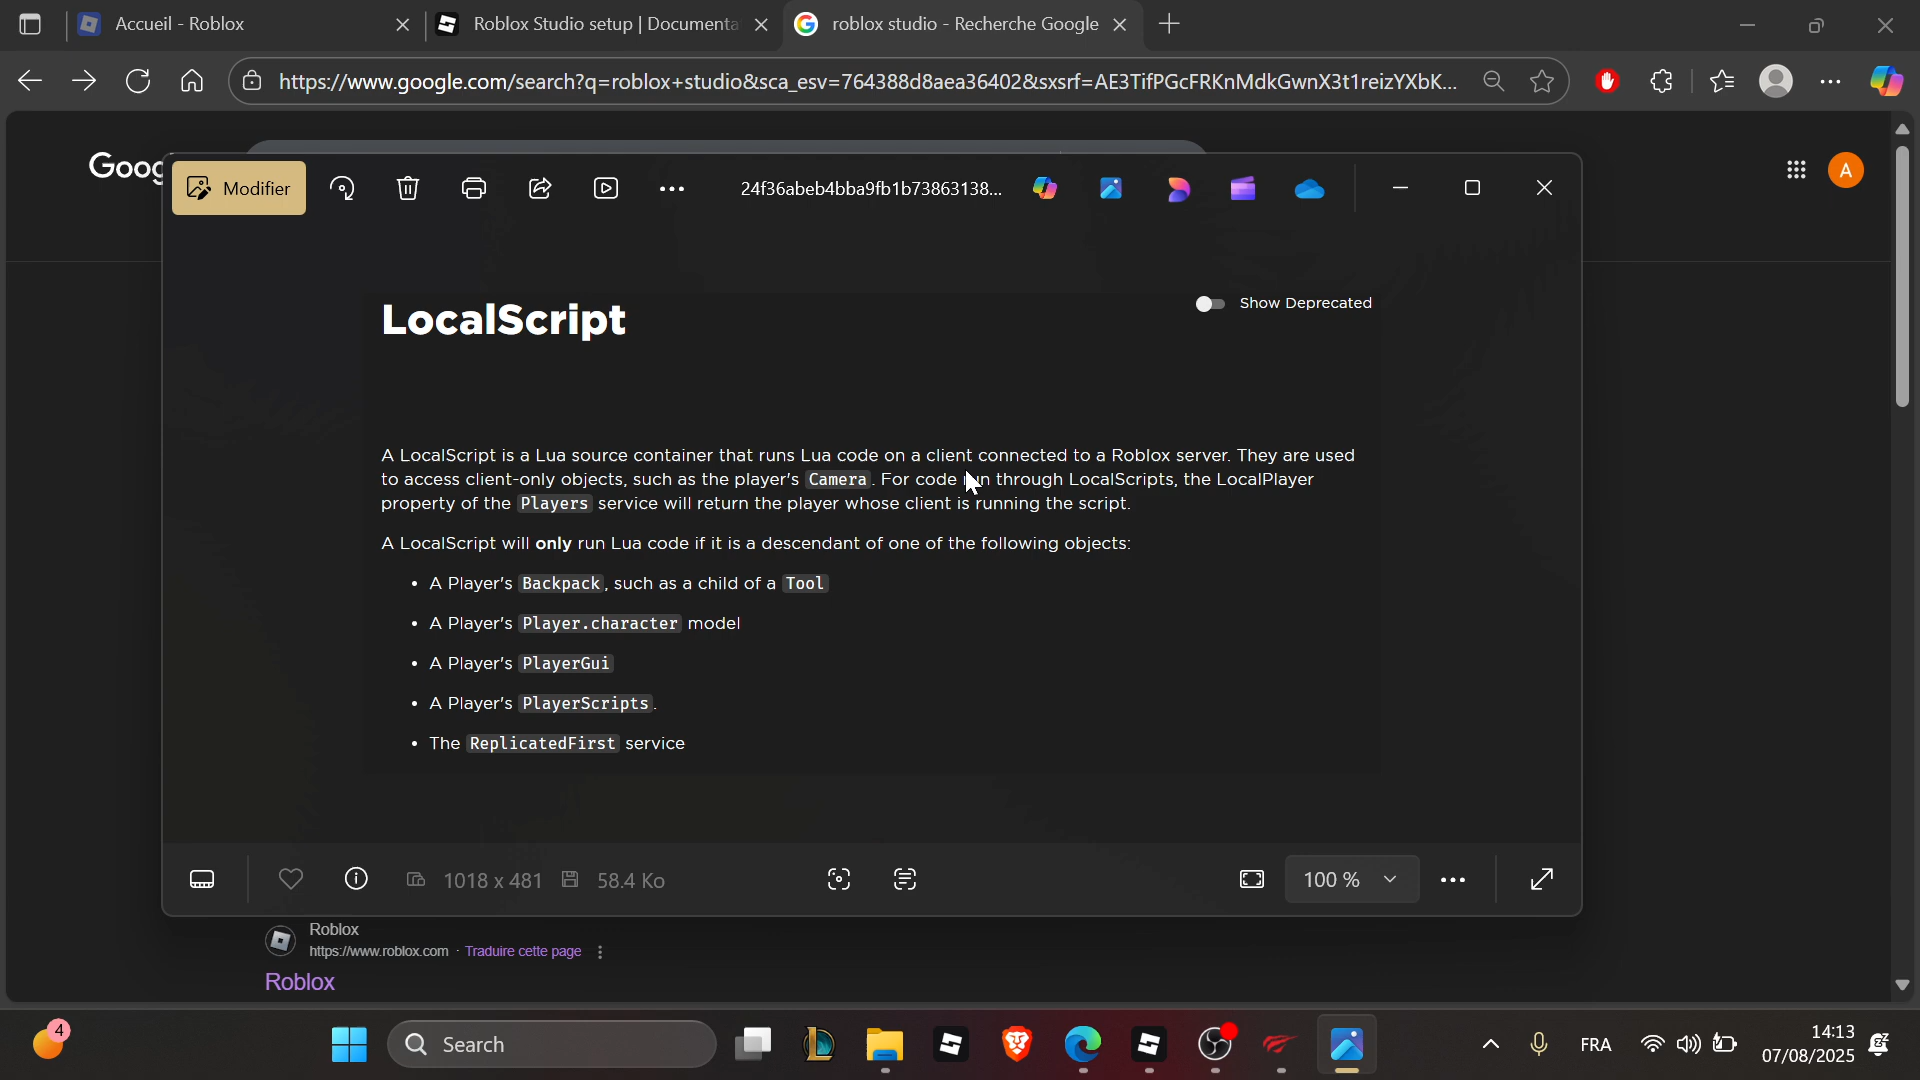 Accueil - Roblox
Roblox Studio setup | Documenta
roblox studio - Recherche Google
https://www.google.com/search?q=roblox+studio&sca_esv=764388d8aea36402&sxsrf=AE3TifPGcFRKnMdkGwnX3t1reizYXbK...
Goog
A
Modifier
24f36abeb4bba9fb1b73863138...
LocalScript
Show Deprecated
A LocalScript is a Lua source container that runs Lua code on a client connected to a Roblox server. They are used
to access client-only objects, such as the player's Camera. For code run through LocalScripts, the LocalPlayer
property of the Players service will return the player whose client is running the script.
A LocalScript will only run Lua code if it is a descendant of one of the following objects:
• A Player's Backpack, such as a child of a Tool
• A Player's Player.character model
• A Player's PlayerGui
• A Player's PlayerScripts.
• The ReplicatedFirst service
1018 x 481
58.4 Ko
100 %
Roblox
https://www.roblox.com · Traduire cette page
Roblox
4
Search
FRA
14:13
07/08/2025